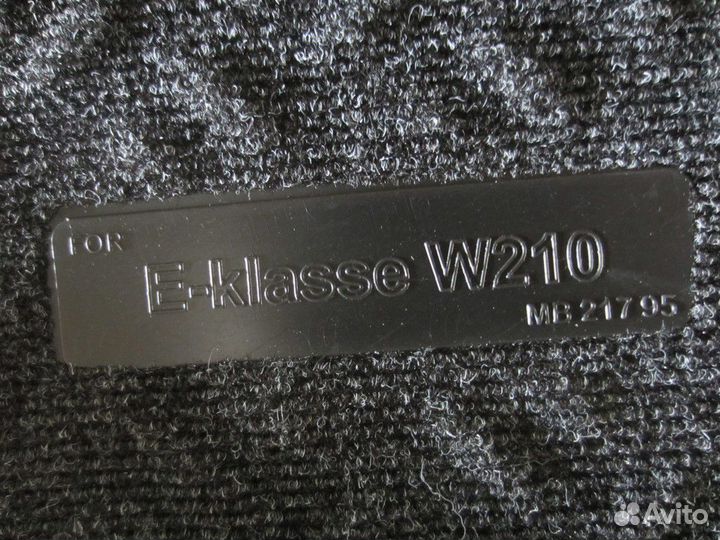 FOR
E-klasse W210
MB 217 95
Avito